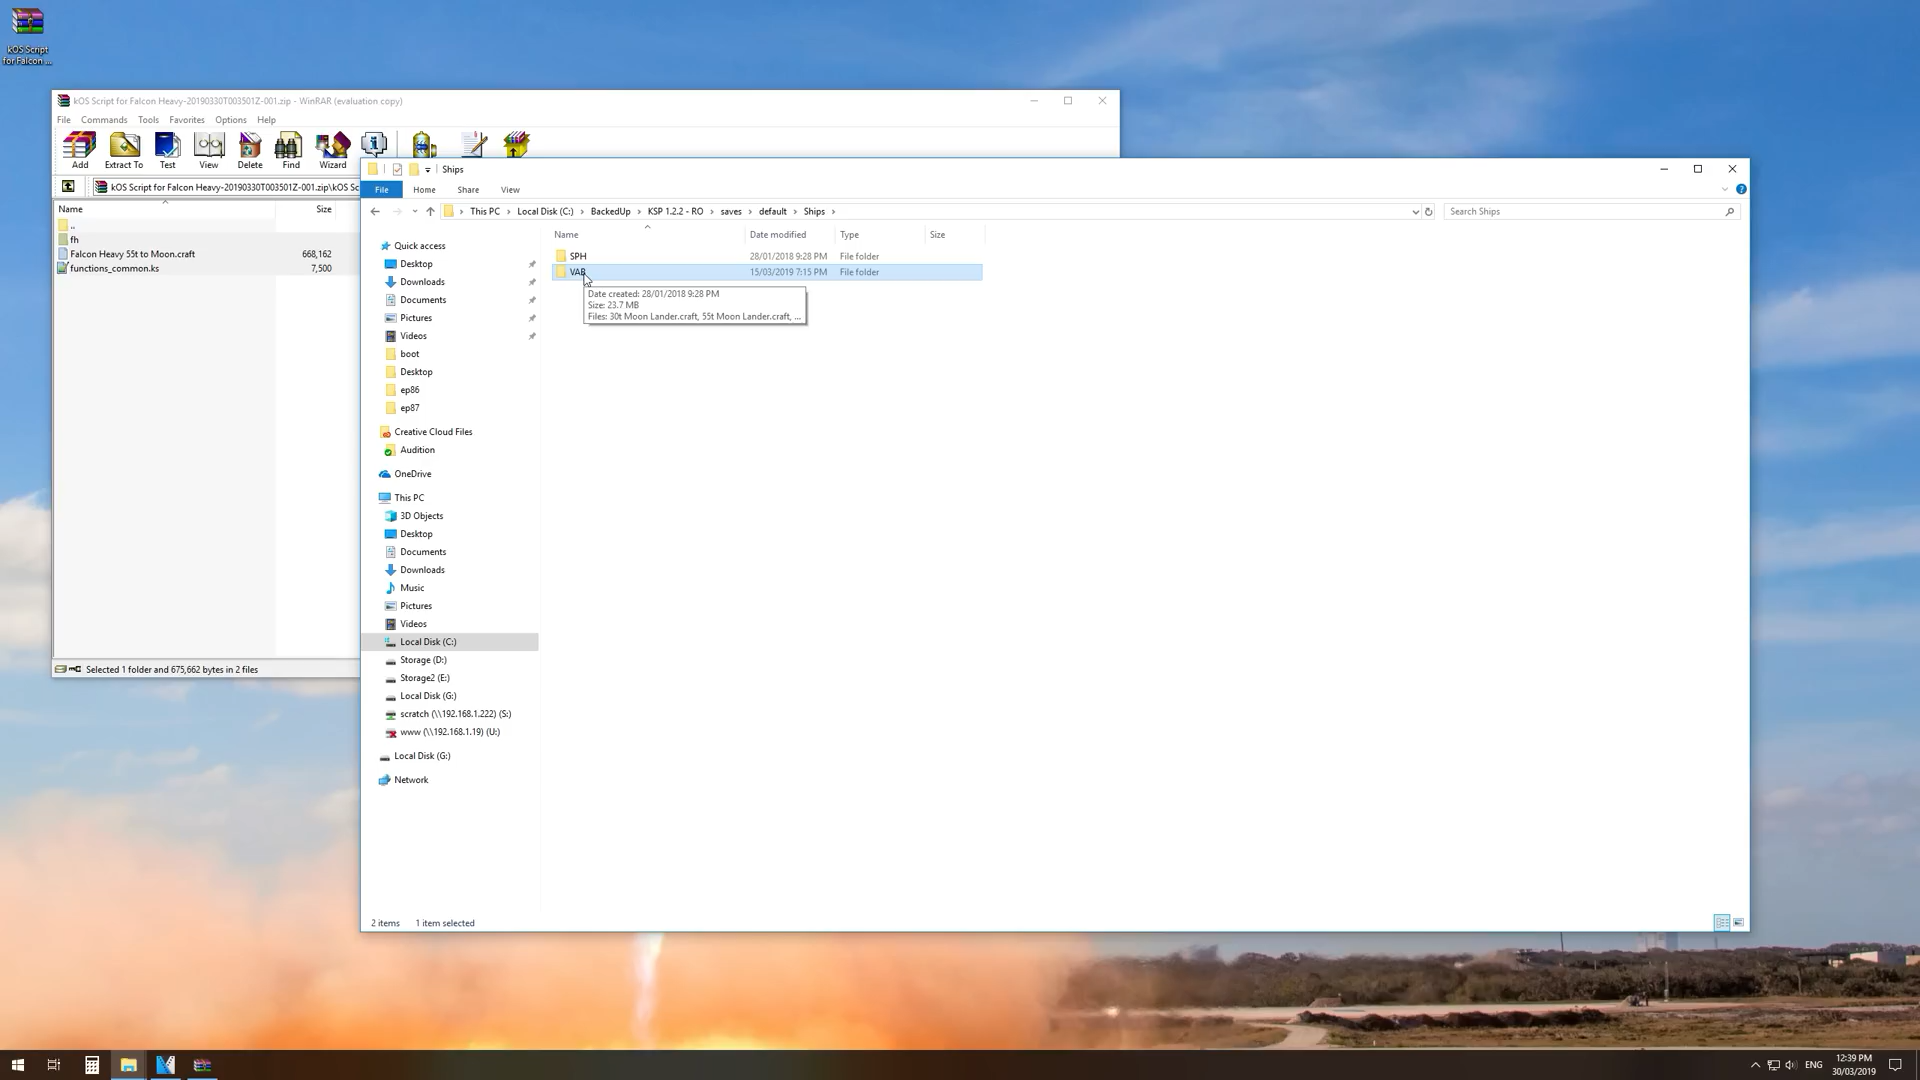 kOS Script
for Falcon ...
kOS Script for Falcon Heavy-20190330T003501Z-001.zip - WinRAR (evaluation copy)
File Commands Tools Favorites Options Help
Add Extract To Test View Delete Find Wizard
kOS Script for Falcon Heavy-20190330T003501Z-001.zip\kOS Sc
Name Size
..
fh
Falcon Heavy 55t to Moon.craft 668,162
functions_common.ks 7,500
Selected 1 folder and 675,662 bytes in 2 files
Ships
File Home Share View
This PC > Local Disk (C:) > BackedUp > KSP 1.2.2 - RO > saves > default > Ships >
Search Ships
Name Date modified Type Size
SPH 28/01/2018 9:28 PM File folder
VAB 15/03/2019 7:15 PM File folder
Date created: 28/01/2018 9:28 PM
Size: 23.7 MB
Files: 30t Moon Lander.craft, 55t Moon Lander.craft, ...
Quick access
Desktop
Downloads
Documents
Pictures
Videos
boot
Desktop
ep86
ep87
Creative Cloud Files
Audition
OneDrive
This PC
3D Objects
Desktop
Documents
Downloads
Music
Pictures
Videos
Local Disk (C:)
Storage (D:)
Storage2 (E:)
Local Disk (G:)
scratch (\\192.168.1.222) (S:)
www (\\192.168.1.19) (U:)
Local Disk (G:)
Network
2 items 1 item selected
ENG
12:39 PM
30/03/2019